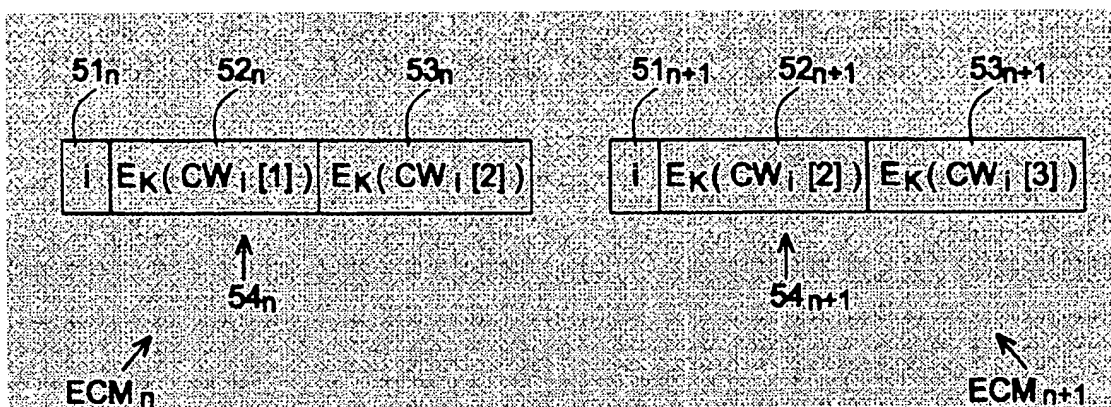 51n 52n 53n 51n+1 52n+1 53n+1
i EK(CWi[1]) EK(CWi[2]) i EK(CWi[2]) EK(CWi[3])
54n 54n+1
ECMn ECMn+1